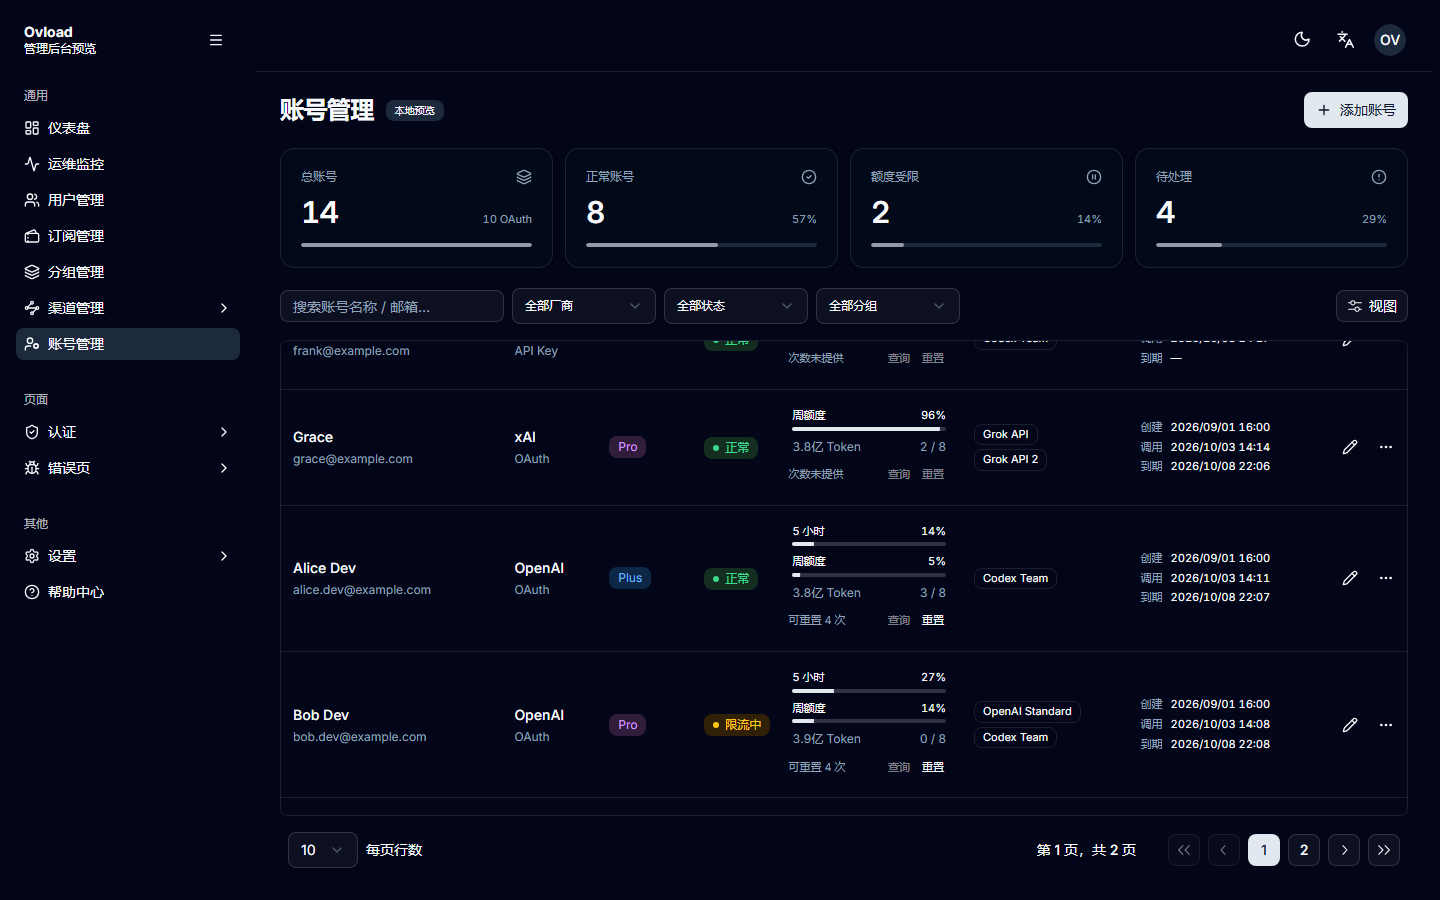 Ovload
管理后台预览
通用
仪表盘
运维监控
用户管理
订阅管理
分组管理
渠道管理
账号管理
页面
认证
错误页
其他
设置
帮助中心
OV
账号管理 本地预览
添加账号
总账号
14 10 OAuth
正常账号
8 57%
额度受限
2 14%
待处理
4 29%
搜索账号名称 / 邮箱... 全部厂商 全部状态 全部分组 视图
frank@example.com API Key 正常
次数未提供 查询 重置
到期 —
Grace
grace@example.com
xAI
OAuth
Pro
正常
周额度 96%
3.8亿 Token 2 / 8
次数未提供 查询 重置
Grok API
Grok API 2
创建 2026/09/01 16:00
调用 2026/10/03 14:14
到期 2026/10/08 22:06
Alice Dev
alice.dev@example.com
OpenAI
OAuth
Plus
正常
5 小时 14%
周额度 5%
3.8亿 Token 3 / 8
可重置 4 次 查询 重置
Codex Team
创建 2026/09/01 16:00
调用 2026/10/03 14:11
到期 2026/10/08 22:07
Bob Dev
bob.dev@example.com
OpenAI
OAuth
Pro
限流中
5 小时 27%
周额度 14%
3.9亿 Token 0 / 8
可重置 4 次 查询 重置
OpenAI Standard
Codex Team
创建 2026/09/01 16:00
调用 2026/10/03 14:08
到期 2026/10/08 22:08
10 每页行数
第 1 页，共 2 页
1 2